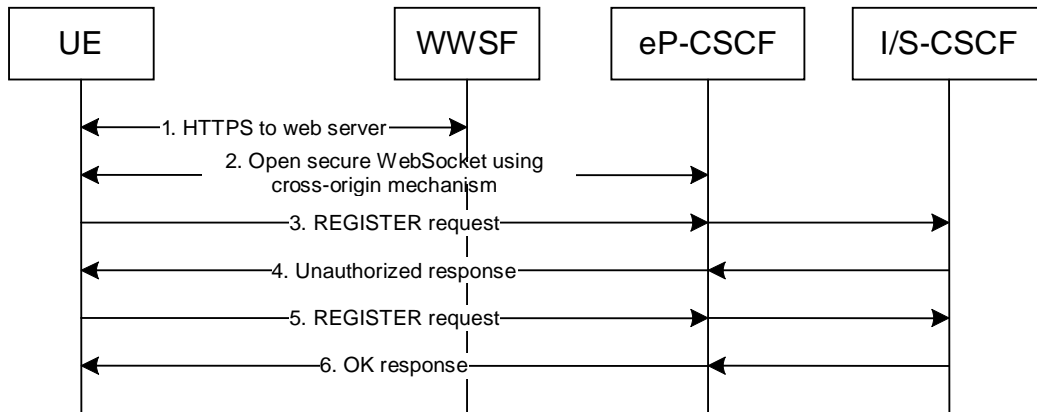 UE
WWSF
eP-CSCF
I/S-CSCF
1. HTTPS to web server
2. Open secure WebSocket using
cross-origin mechanism
3. REGISTER request
4. Unauthorized response
5. REGISTER request
6. OK response